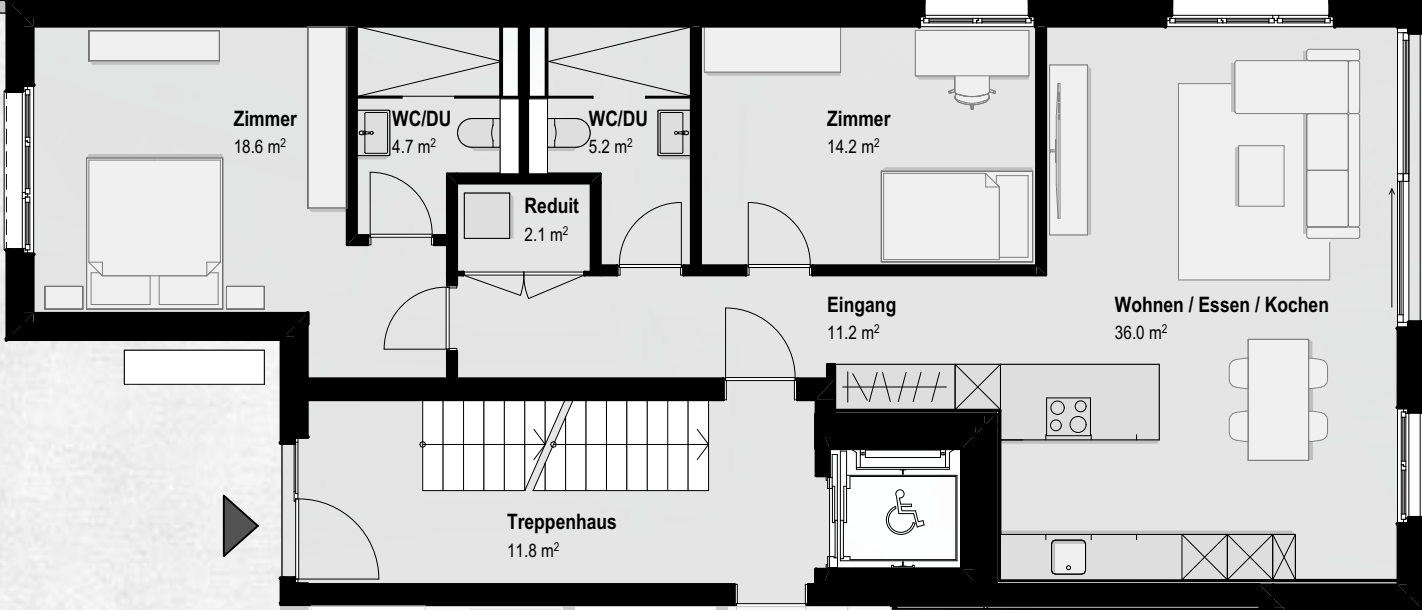 Zimmer
18.6 m²
WC/DU
4.7 m²
WC/DU
5.2 m²
Zimmer
14.2 m²
Reduit
2.1 m²
Eingang
11.2 m²
Wohnen / Essen / Kochen
36.0 m²
Treppenhaus
11.8 m²